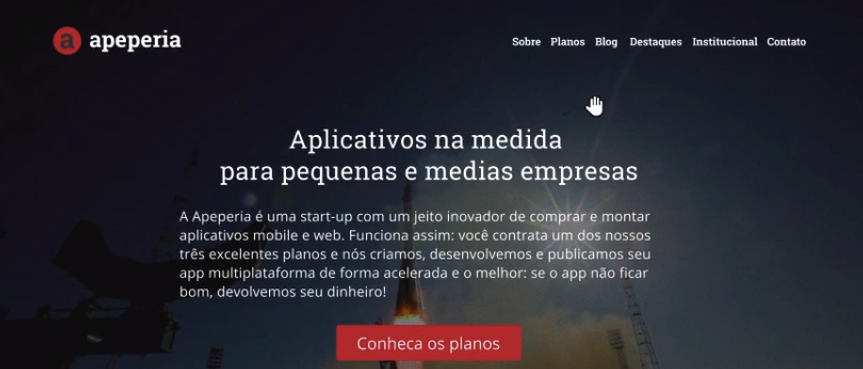 a apeperia
Sobre Planos Blog Destaques Institucional Contato
Aplicativos na medida
para pequenas e medias empresas
A Apeperia é uma start-up com um jeito inovador de comprar e montar
aplicativos mobile e web. Funciona assim: você contrata um dos nossos
três excelentes planos e nós criamos, desenvolvemos e publicamos seu
app multiplataforma de forma acelerada e o melhor: se o app não ficar
bom, devolvemos seu dinheiro!
Conheca os planos